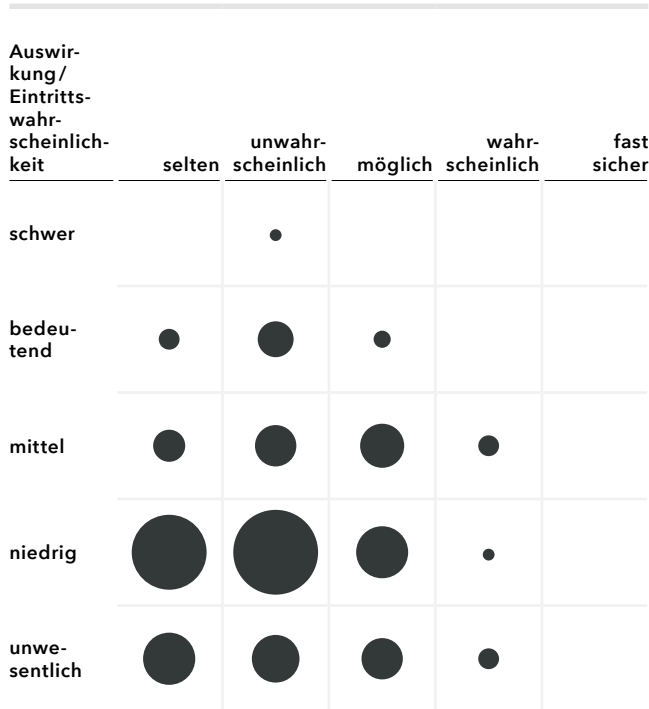 Auswir-
kung /
Eintritts-
wahr-
scheinlich-
keit
selten
unwahr-
scheinlich
möglich
wahr-
scheinlich
fast
sicher
schwer
bedeu-
tend
mittel
niedrig
unwe-
sentlich